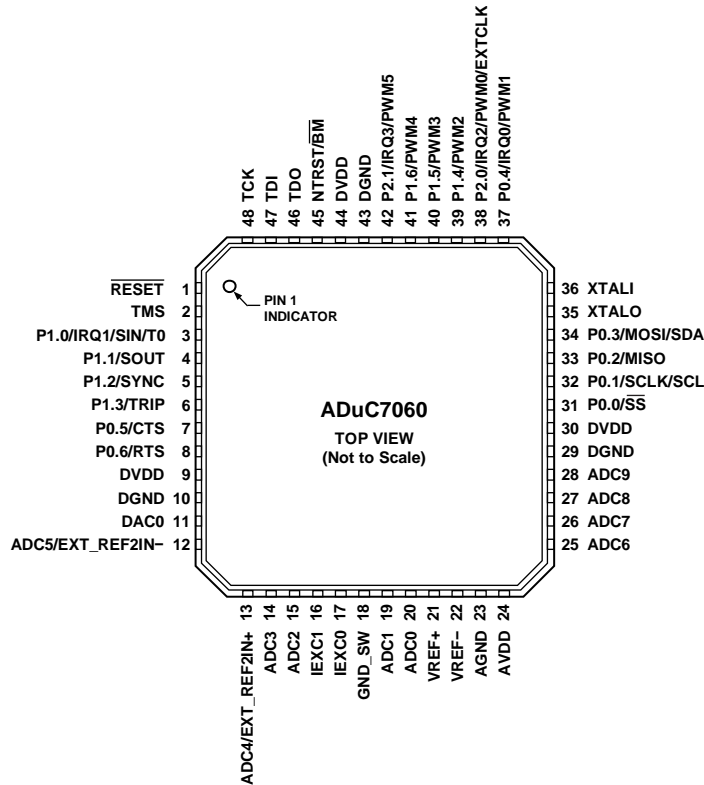 48 TCK
47 TDI
46 TDO
45 NTRST/B̅M̅
44 DVDD
43 DGND
42 P2.1/IRQ3/PWM5
41 P1.6/PWM4
40 P1.5/PWM3
39 P1.4/PWM2
38 P2.0/IRQ2/PWM0/EXTCLK
37 P0.4/IRQ0/PWM1
R̅E̅S̅E̅T̅ 1
TMS 2
P1.0/IRQ1/SIN/T0 3
P1.1/SOUT 4
P1.2/SYNC 5
P1.3/TRIP 6
P0.5/CTS 7
P0.6/RTS 8
DVDD 9
DGND 10
DAC0 11
ADC5/EXT_REF2IN− 12
PIN 1
INDICATOR
ADuC7060
TOP VIEW
(Not to Scale)
36 XTALI
35 XTALO
34 P0.3/MOSI/SDA
33 P0.2/MISO
32 P0.1/SCLK/SCL
31 P0.0/S̅S̅
30 DVDD
29 DGND
28 ADC9
27 ADC8
26 ADC7
25 ADC6
ADC4/EXT_REF2IN+ 13
ADC3 14
ADC2 15
IEXC1 16
IEXC0 17
GND_SW 18
ADC1 19
ADC0 20
VREF+ 21
VREF− 22
AGND 23
AVDD 24